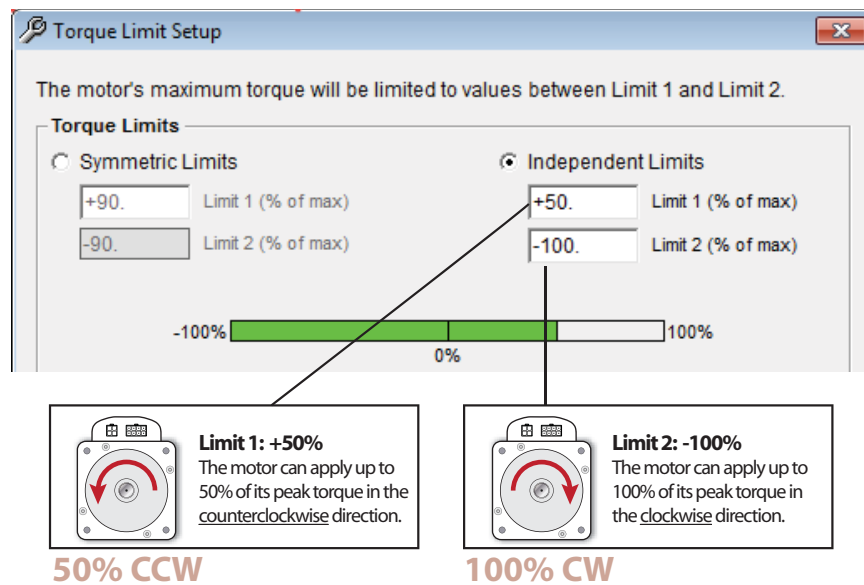 Torque Limit Setup
The motor's maximum torque will be limited to values between Limit 1 and Limit 2.
Torque Limits
Symmetric Limits
Independent Limits
+90. Limit 1 (% of max)
+50. Limit 1 (% of max)
-90. Limit 2 (% of max)
-100. Limit 2 (% of max)
-100% 100%
0%
Limit 1: +50%
The motor can apply up to
50% of its peak torque in the
counterclockwise direction.
Limit 2: -100%
The motor can apply up to
100% of its peak torque in
the clockwise direction.
50% CCW
100% CW